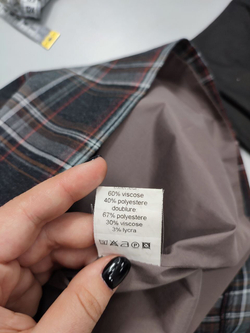 60% viscose
40% polyestere
doublure
67% polyestere
30% viscose
3% lycra